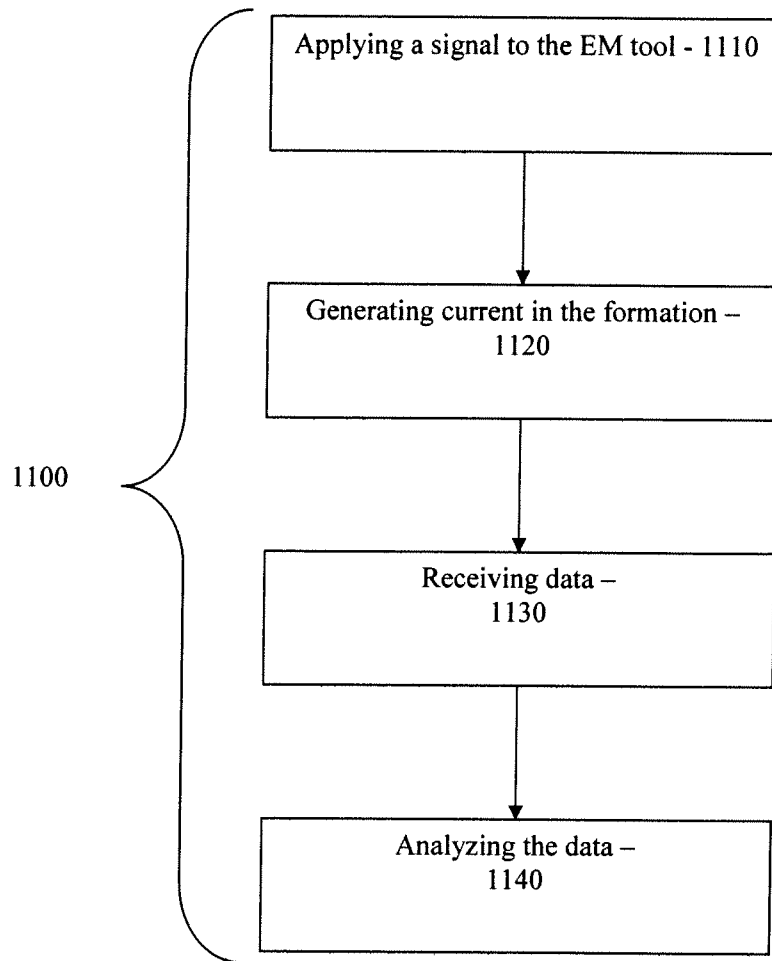 Applying a signal to the EM tool - 1110
Generating current in the formation –
1120
1100
Receiving data –
1130
Analyzing the data –
1140